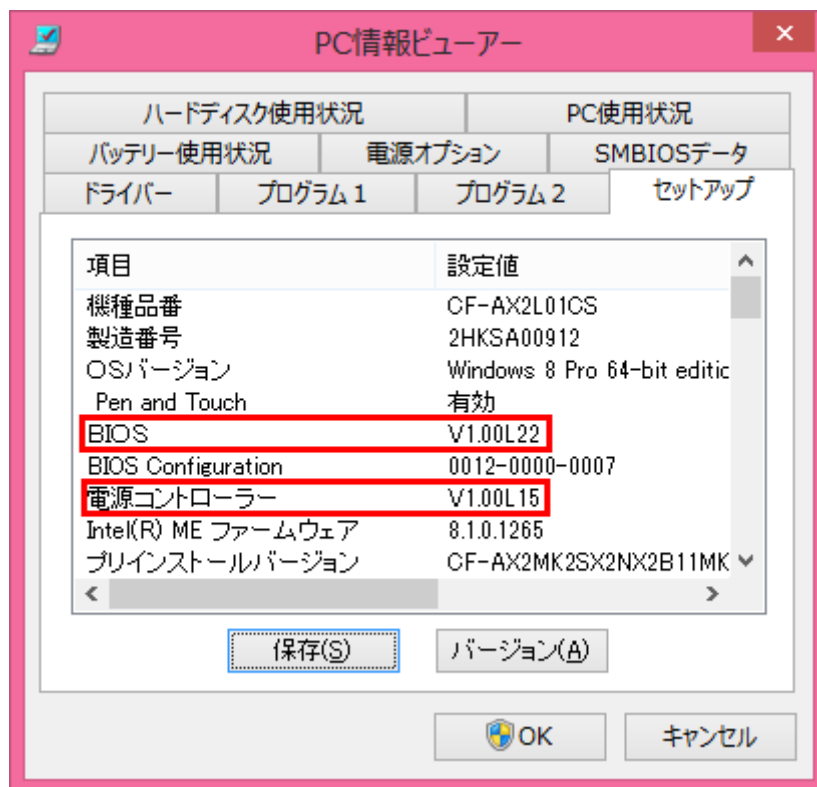 PC情報ビューアー
ハードディスク使用状況 PC使用状況
バッテリー使用状況 電源オプション SMBIOSデータ
ドライバー プログラム1 プログラム2 セットアップ
項目 設定値
機種品番 CF-AX2L01CS
製造番号 2HKSA00912
OSバージョン Windows 8 Pro 64-bit editic
Pen and Touch 有効
BIOS V1.00L22
BIOS Configuration 0012-0000-0007
電源コントローラー V1.00L15
Intel(R) ME ファームウェア 8.1.0.1265
プリインストールバージョン CF-AX2MK2SX2NX2B11MK
保存(S) バージョン(A)
OK キャンセル